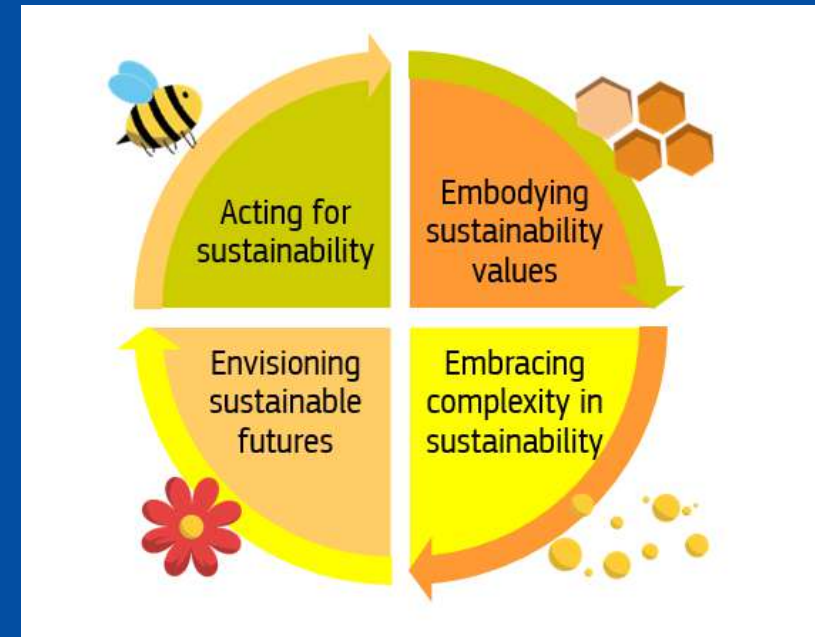 Acting for
sustainability
Embodying
sustainability
values
Envisioning
sustainable
futures
Embracing
complexity in
sustainability